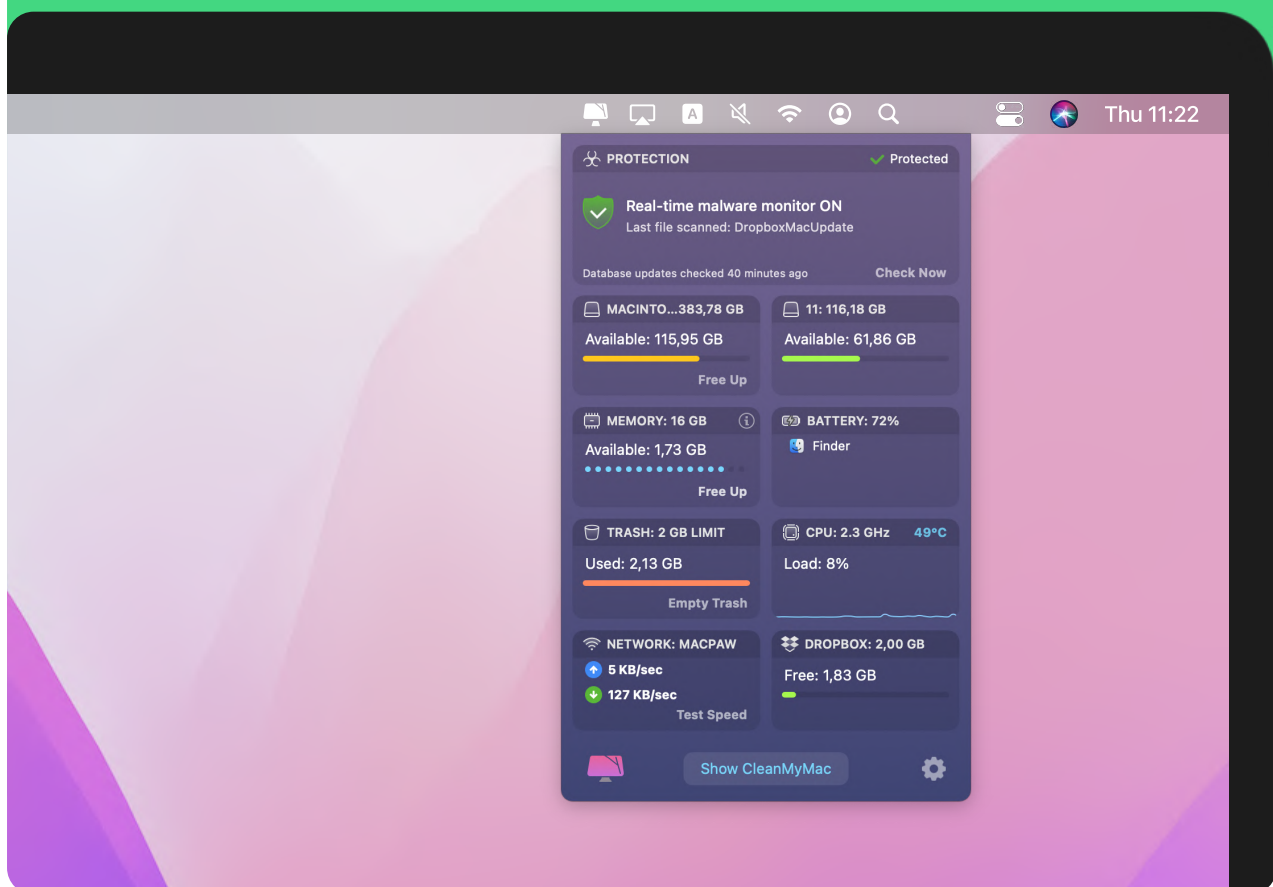 A
Thu 11:22
PROTECTION
Protected
Real-time malware monitor ON
Last file scanned: DropboxMacUpdate
Database updates checked 40 minutes ago
Check Now
MACINTO...383,78 GB
Available: 115,95 GB
Free Up
11: 116,18 GB
Available: 61,86 GB
MEMORY: 16 GB
Available: 1,73 GB
Free Up
BATTERY: 72%
Finder
TRASH: 2 GB LIMIT
Used: 2,13 GB
Empty Trash
CPU: 2.3 GHz
49°C
Load: 8%
NETWORK: MACPAW
5 KB/sec
127 KB/sec
Test Speed
DROPBOX: 2,00 GB
Free: 1,83 GB
Show CleanMyMac